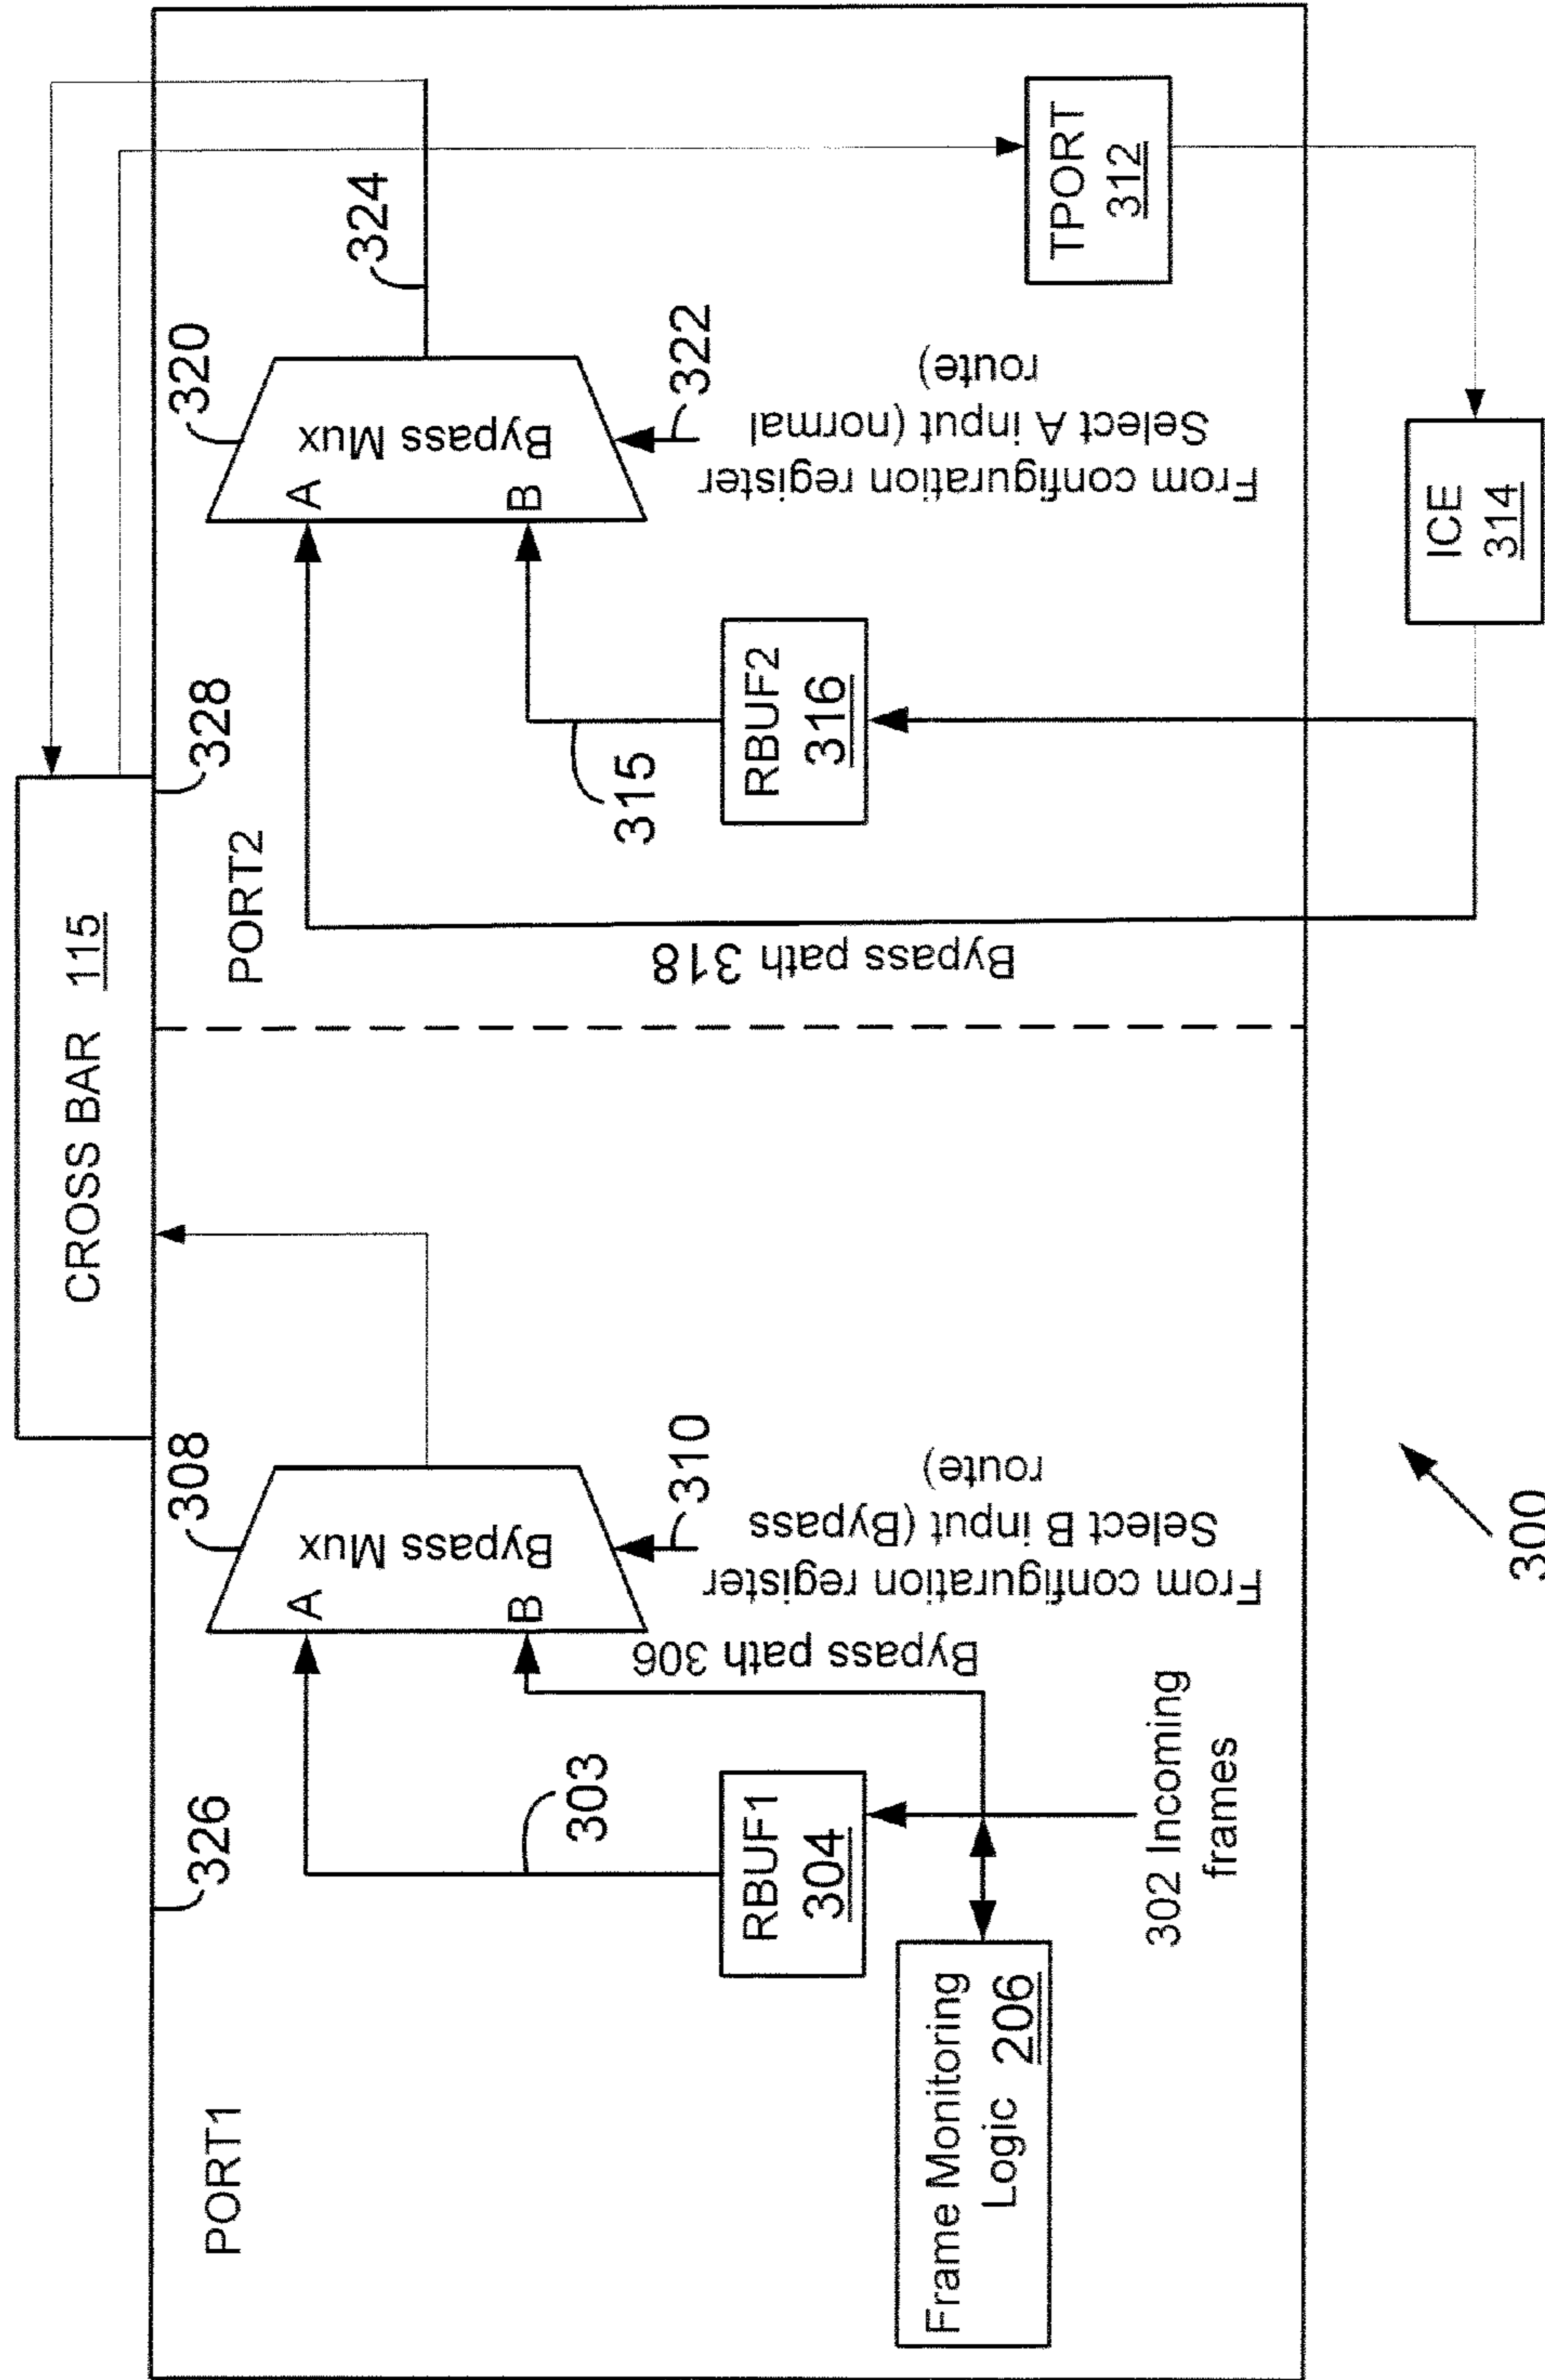 CROSS BAR 115
PORT1
326
308
A
B
Bypass Mux
310
From configuration register
Select B input (Bypass
route)
Bypass path 306
303
RBUF1
304
Frame Monitoring
Logic 206
302 Incoming
frames
PORT2
328
320
A
B
Bypass Mux
322
From configuration register
Select A input (normal
route)
324
Bypass path 318
315
RBUF2
316
TPORT
312
ICE
314
300